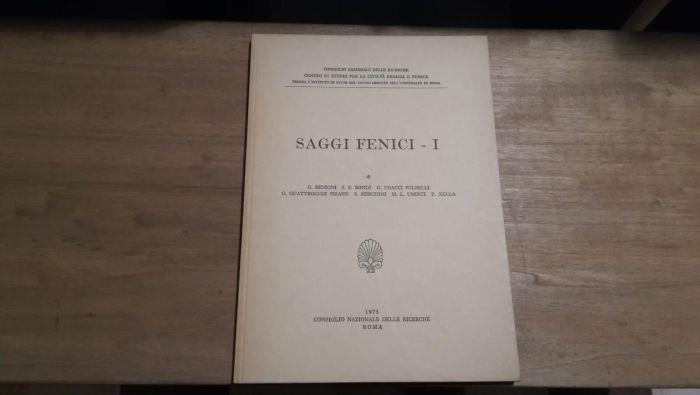 CONSIGLIO NAZIONALE DELLE RICERCHE
CENTRO DI STUDIO PER LA CIVILTÀ FENICIA E PUNICA
PRESSO L'ISTITUTO DI STUDI DEL VICINO ORIENTE DELL'UNIVERSITÀ DI ROMA
SAGGI FENICI - I
di
G. BENIGNI S. F. BONDÌ G. COACCI POLSELLI
G. QUATTROCCHI PISANO S. RIBICHINI M. L. UBERTI P. XELLA
1975
CONSIGLIO NAZIONALE DELLE RICERCHE
ROMA